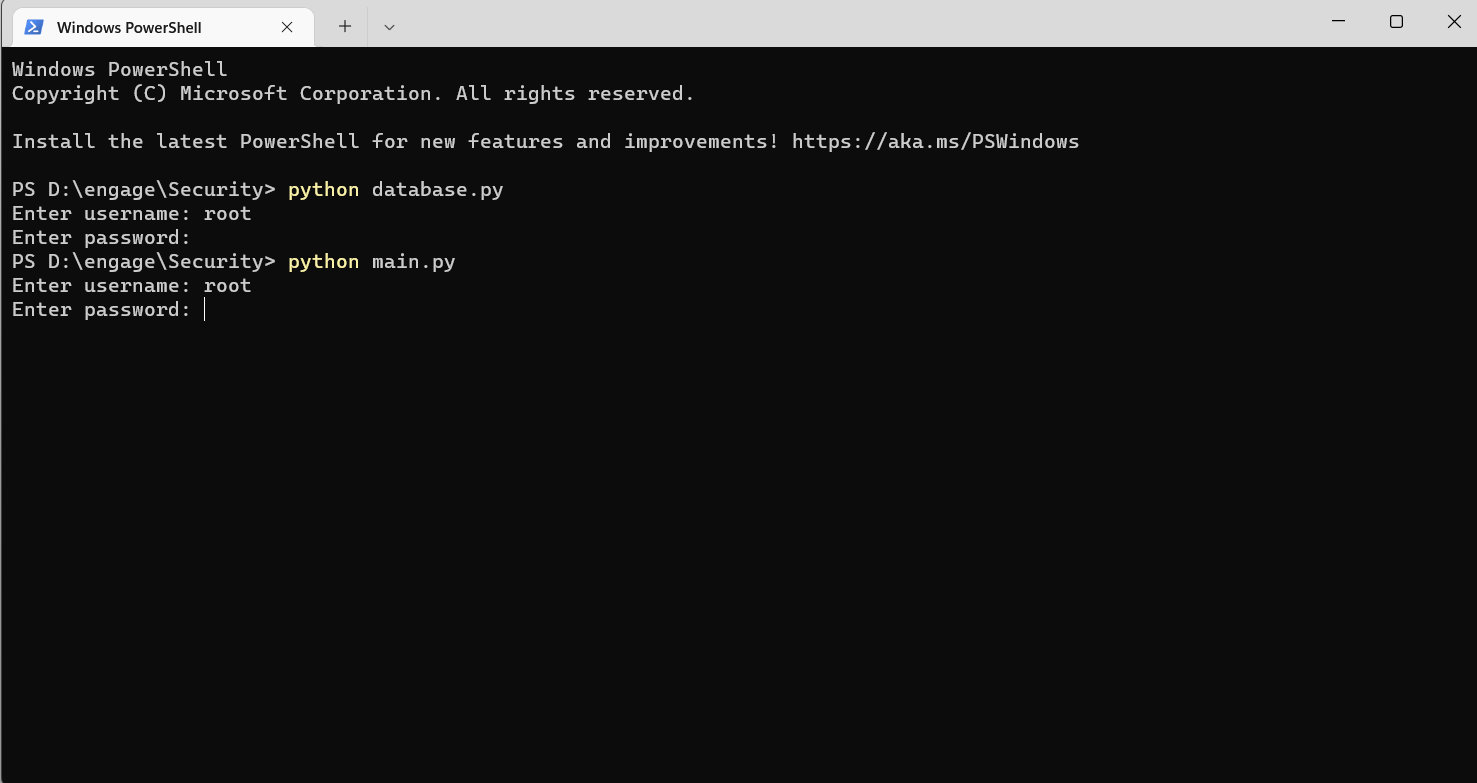 Windows PowerShell
Windows PowerShell
Copyright (C) Microsoft Corporation. All rights reserved.
Install the latest PowerShell for new features and improvements! https://aka.ms/PSWindows
PS D:\engage\Security> python database.py
Enter username: root
Enter password:
PS D:\engage\Security> python main.py
Enter username: root
Enter password: